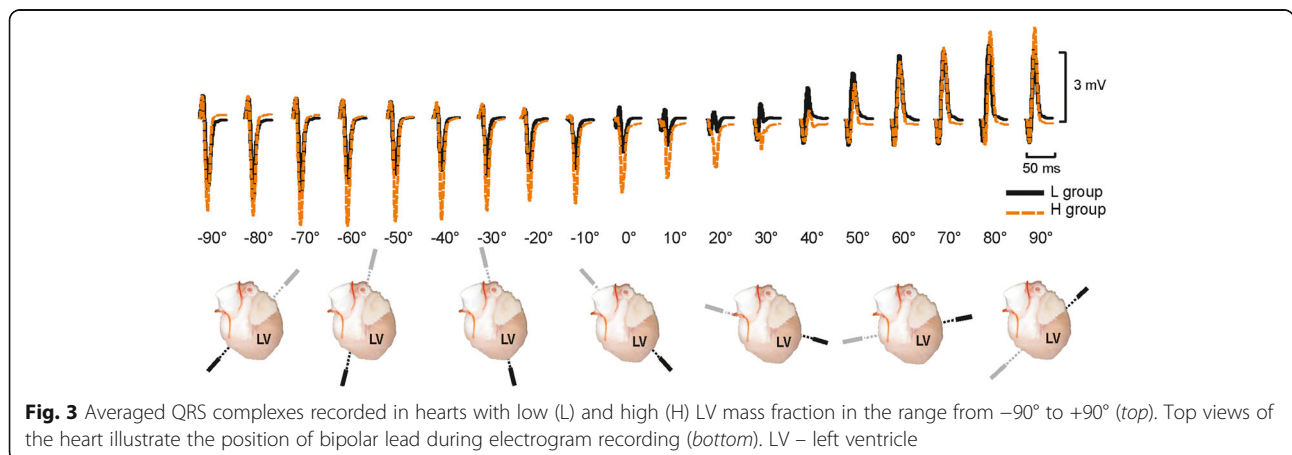 3 mV
50 ms
L group
H group
-90° -80° -70° -60° -50° -40° -30° -20° -10° 0° 10° 20° 30° 40° 50° 60° 70° 80° 90°
LV LV LV LV LV LV LV
Fig. 3 Averaged QRS complexes recorded in hearts with low (L) and high (H) LV mass fraction in the range from −90° to +90° (top). Top views of
the heart illustrate the position of bipolar lead during electrogram recording (bottom). LV – left ventricle